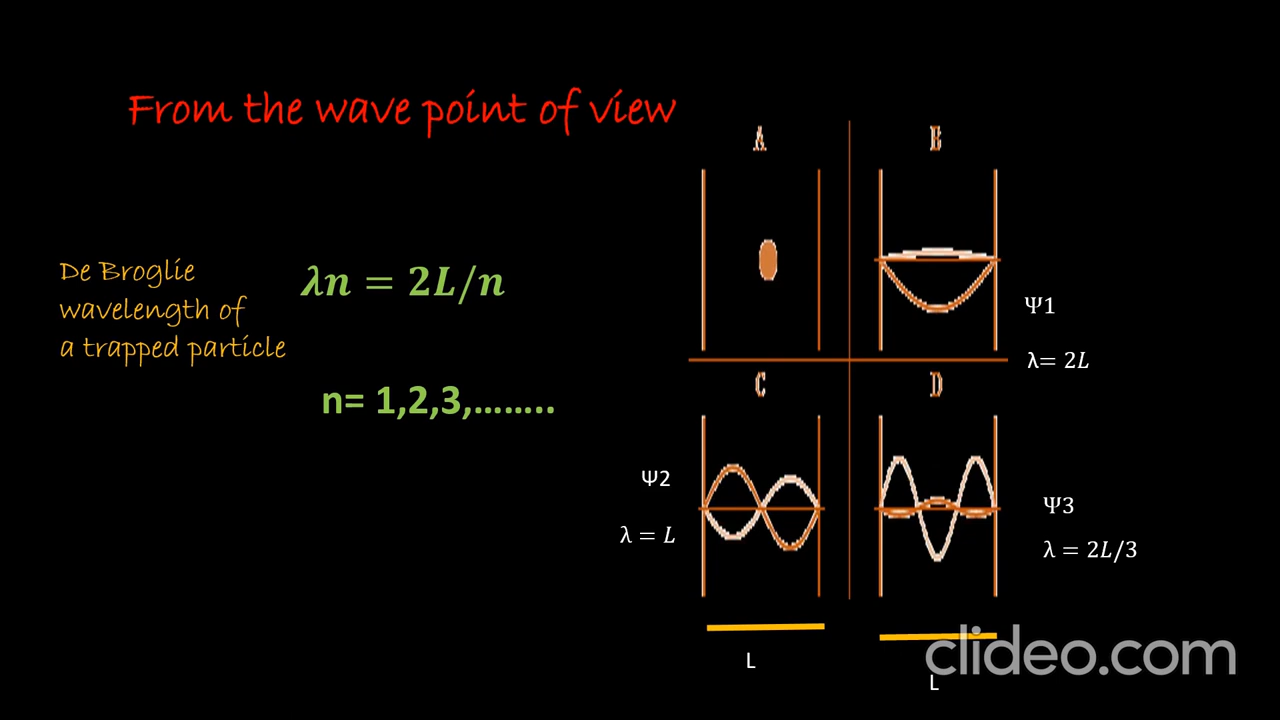 From the wave point of view
De Broglie
wavelength of
a trapped particle
λn = 2L/n
n= 1,2,3,........
A
B
Ψ1
λ= 2L
C
D
Ψ2
λ = L
Ψ3
λ = 2L/3
L
L
clideo.com